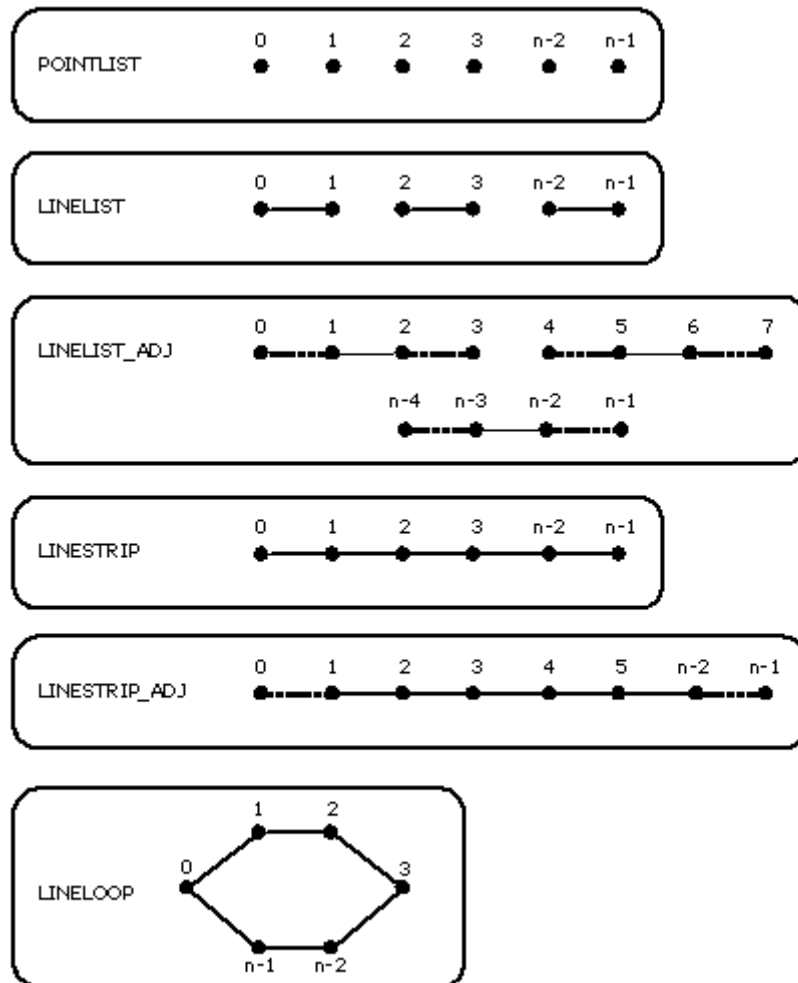 0 1 2 3 n-2 n-1
POINTLIST
0 1 2 3 n-2 n-1
LINELIST
0 1 2 3 4 5 6 7
LINELIST_ADJ
n-4 n-3 n-2 n-1
0 1 2 3 n-2 n-1
LINESTRIP
0 1 2 3 4 5 n-2 n-1
LINESTRIP_ADJ
1 2
0 3
LINELOOP
n-1 n-2